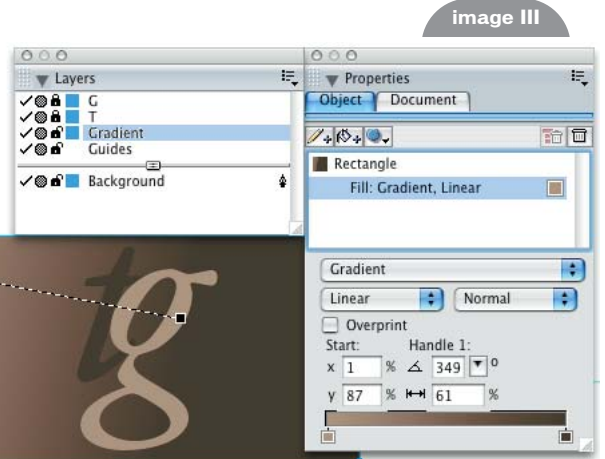 image III
Layers
G
T
Gradient
Guides
Background
tg
Properties
Object Document
Rectangle
Fill: Gradient, Linear
Gradient
Linear Normal
Overprint
Start: Handle 1:
x 1 % 349 °
y 87 % 61 %